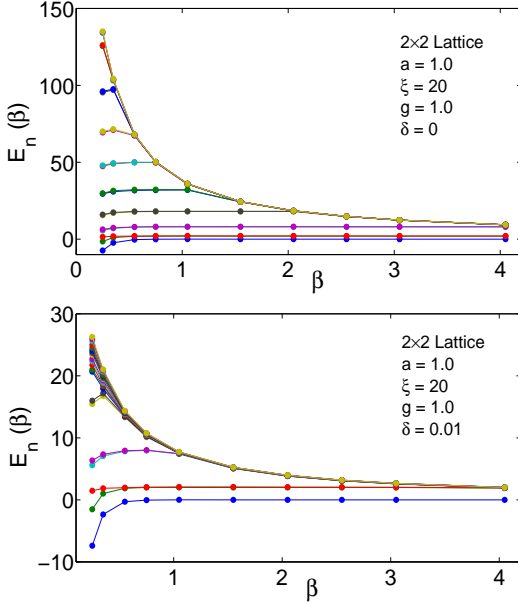 150
100
50
0
E_n (β)
2×2 Lattice
a = 1.0
ξ = 20
g = 1.0
δ = 0
0 1 2 3 4
β
30
20
10
0
−10
E_n (β)
2×2 Lattice
a = 1.0
ξ = 20
g = 1.0
δ = 0.01
1 2 3 4
β